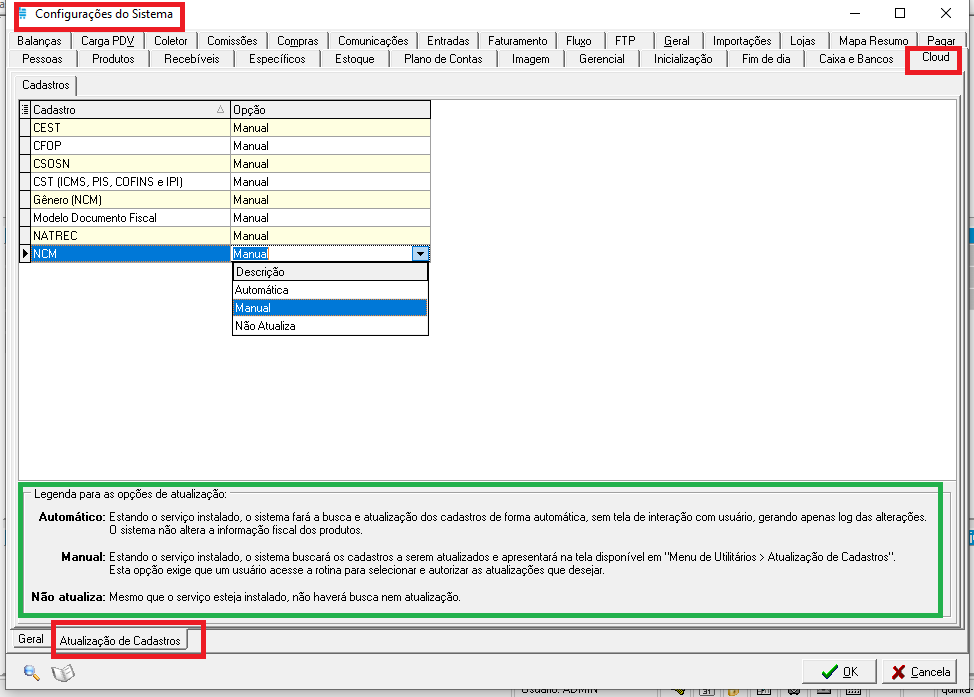 Configurações do Sistema
Balanças Carga PDV Coletor Comissões Compras Comunicações Entradas Faturamento Fluxo FTP Geral Importações Lojas Mapa Resumo Pagar
Pessoas Produtos Recebíveis Específicos Estoque Plano de Contas Imagem Gerencial Inicialização Fim de dia Caixa e Bancos Cloud
Cadastros
Cadastro Opção
CEST Manual
CFOP Manual
CSOSN Manual
CST (ICMS, PIS, COFINS e IPI) Manual
Gênero (NCM) Manual
Modelo Documento Fiscal Manual
NATREC Manual
NCM Manual
Descrição
Automática
Manual
Não Atualiza
Legenda para as opções de atualização:
Automático: Estando o serviço instalado, o sistema fará a busca e atualização dos cadastros de forma automática, sem tela de interação com usuário, gerando apenas log das alterações.
O sistema não altera a informação fiscal dos produtos.
Manual: Estando o serviço instalado, o sistema buscará os cadastros a serem atualizados e apresentará na tela disponível em "Menu de Utilitários > Atualização de Cadastros".
Esta opção exige que um usuário acesse a rotina para selecionar e autorizar as atualizações que desejar.
Não atualiza: Mesmo que o serviço esteja instalado, não haverá busca nem atualização.
Geral Atualização de Cadastros
OK Cancela
Usuário: ADMIN